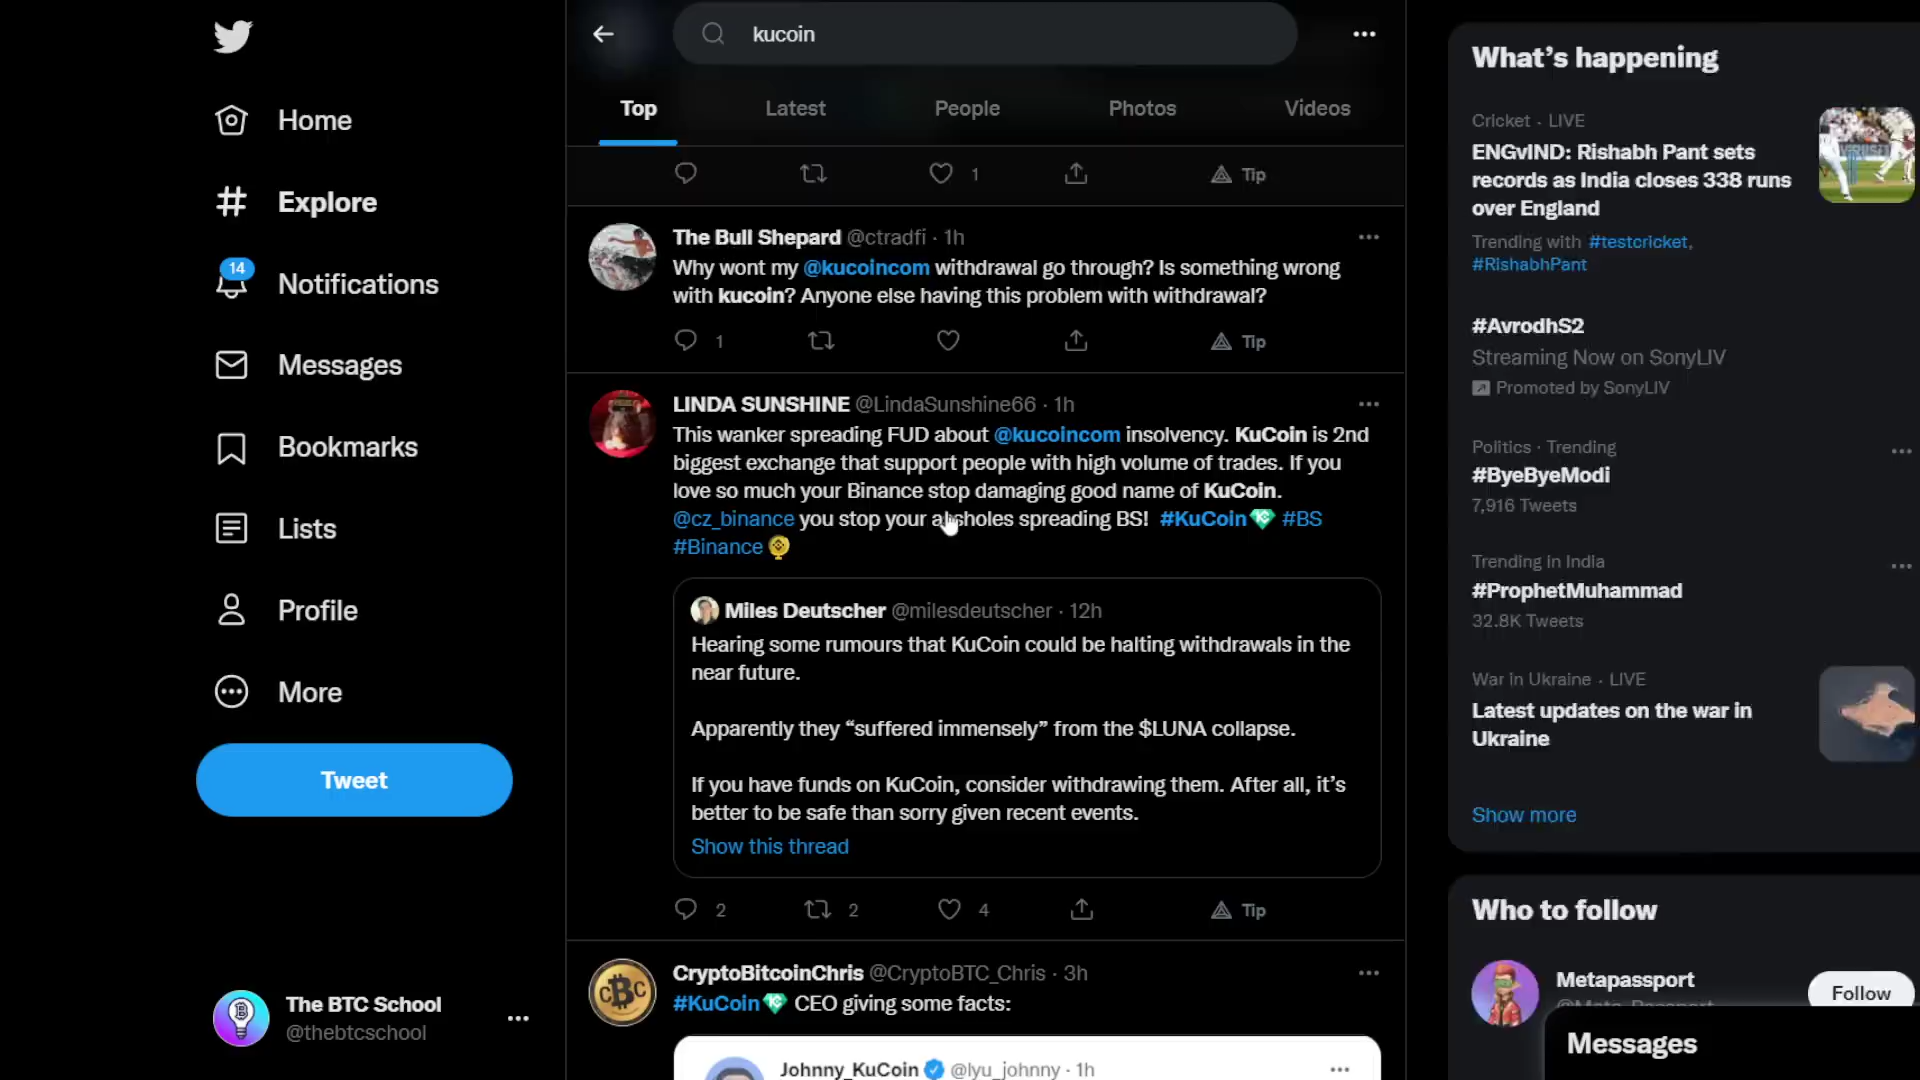 Home
Explore
14
Notifications
Messages
Bookmarks
Lists
Profile
More
Tweet
The BTC School
@thebtcschool
kucoin
Top Latest People Photos Videos
1 Tip
The Bull Shepard @ctradfi · 1h
Why wont my @kucoincom withdrawal go through? Is something wrong
with kucoin? Anyone else having this problem with withdrawal?
1 Tip
LINDA SUNSHINE @LindaSunshine66 · 1h
This wanker spreading FUD about @kucoincom insolvency. KuCoin is 2nd
biggest exchange that support people with high volume of trades. If you
love so much your Binance stop damaging good name of KuCoin.
@cz_binance you stop your spreading BS! #KuCoin #BS
#Binance
Miles Deutscher @milesdeutscher · 12h
Hearing some rumours that KuCoin could be halting withdrawals in the
near future.
Apparently they “suffered immensely” from the $LUNA collapse.
If you have funds on KuCoin, consider withdrawing them. After all, it’s
better to be safe than sorry given recent events.
Show this thread
2 2 4 Tip
CryptoBitcoinChris @CryptoBTC_Chris · 3h
#KuCoin CEO giving some facts:
Johnny_KuCoin @lyu_johnny · 1h
What’s happening
Cricket · LIVE
ENGvIND: Rishabh Pant sets
records as India closes 338 runs
over England
Trending with #testcricket,
#RishabhPant
#AvrodhS2
Streaming Now on SonyLIV
Promoted by SonyLIV
Politics · Trending
#ByeByeModi
7,916 Tweets
Trending in India
#ProphetMuhammad
32.8K Tweets
War in Ukraine · LIVE
Latest updates on the war in
Ukraine
Show more
Who to follow
Metapassport
Follow
Messages